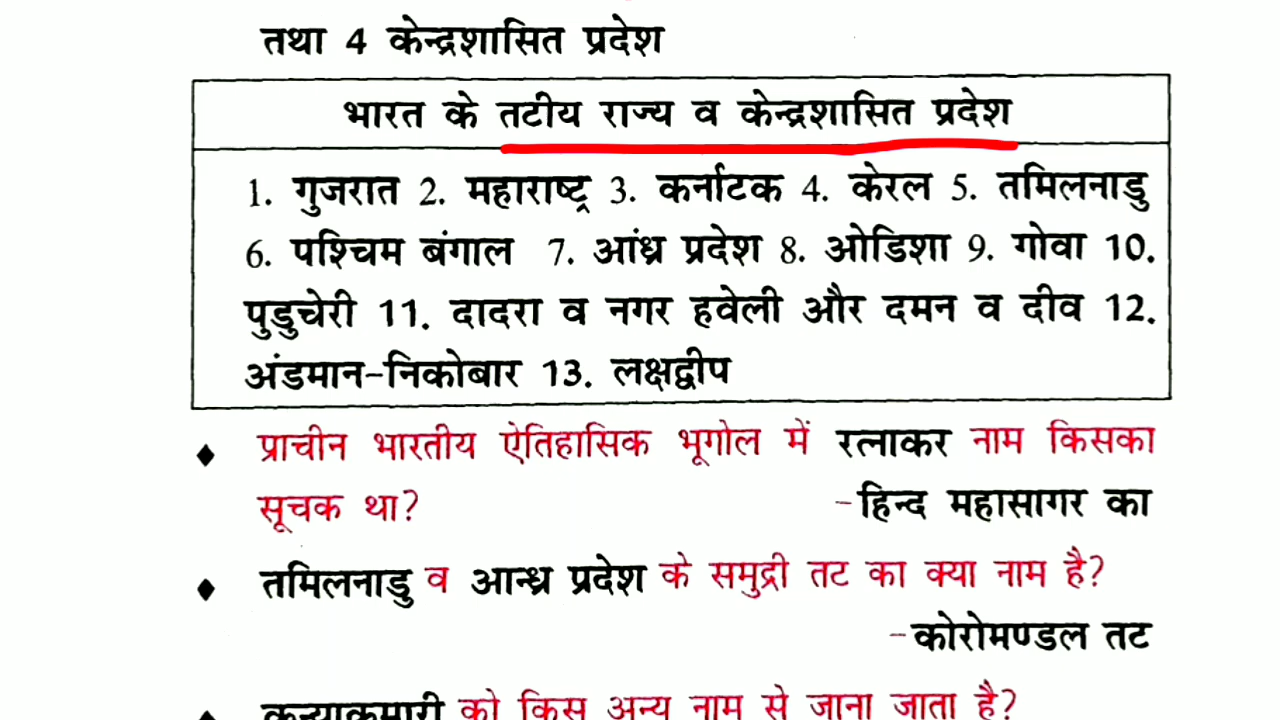 तथा 4 केन्द्रशासित प्रदेश
भारत के तटीय राज्य व केन्द्रशासित प्रदेश
1. गुजरात 2. महाराष्ट्र 3. कर्नाटक 4. केरल 5. तमिलनाडु
6. पश्चिम बंगाल 7. आंध्र प्रदेश 8. ओडिशा 9. गोवा 10.
पुडुचेरी 11. दादरा व नगर हवेली और दमन व दीव 12.
अंडमान-निकोबार 13. लक्षद्वीप
♦ प्राचीन भारतीय ऐतिहासिक भूगोल में रत्नाकर नाम किसका
सूचक था? -हिन्द महासागर का
♦ तमिलनाडु व आन्ध्र प्रदेश के समुद्री तट का क्या नाम है?
-कोरोमण्डल तट
♦ कन्याकुमारी को किस अन्य नाम से जाना जाता है?